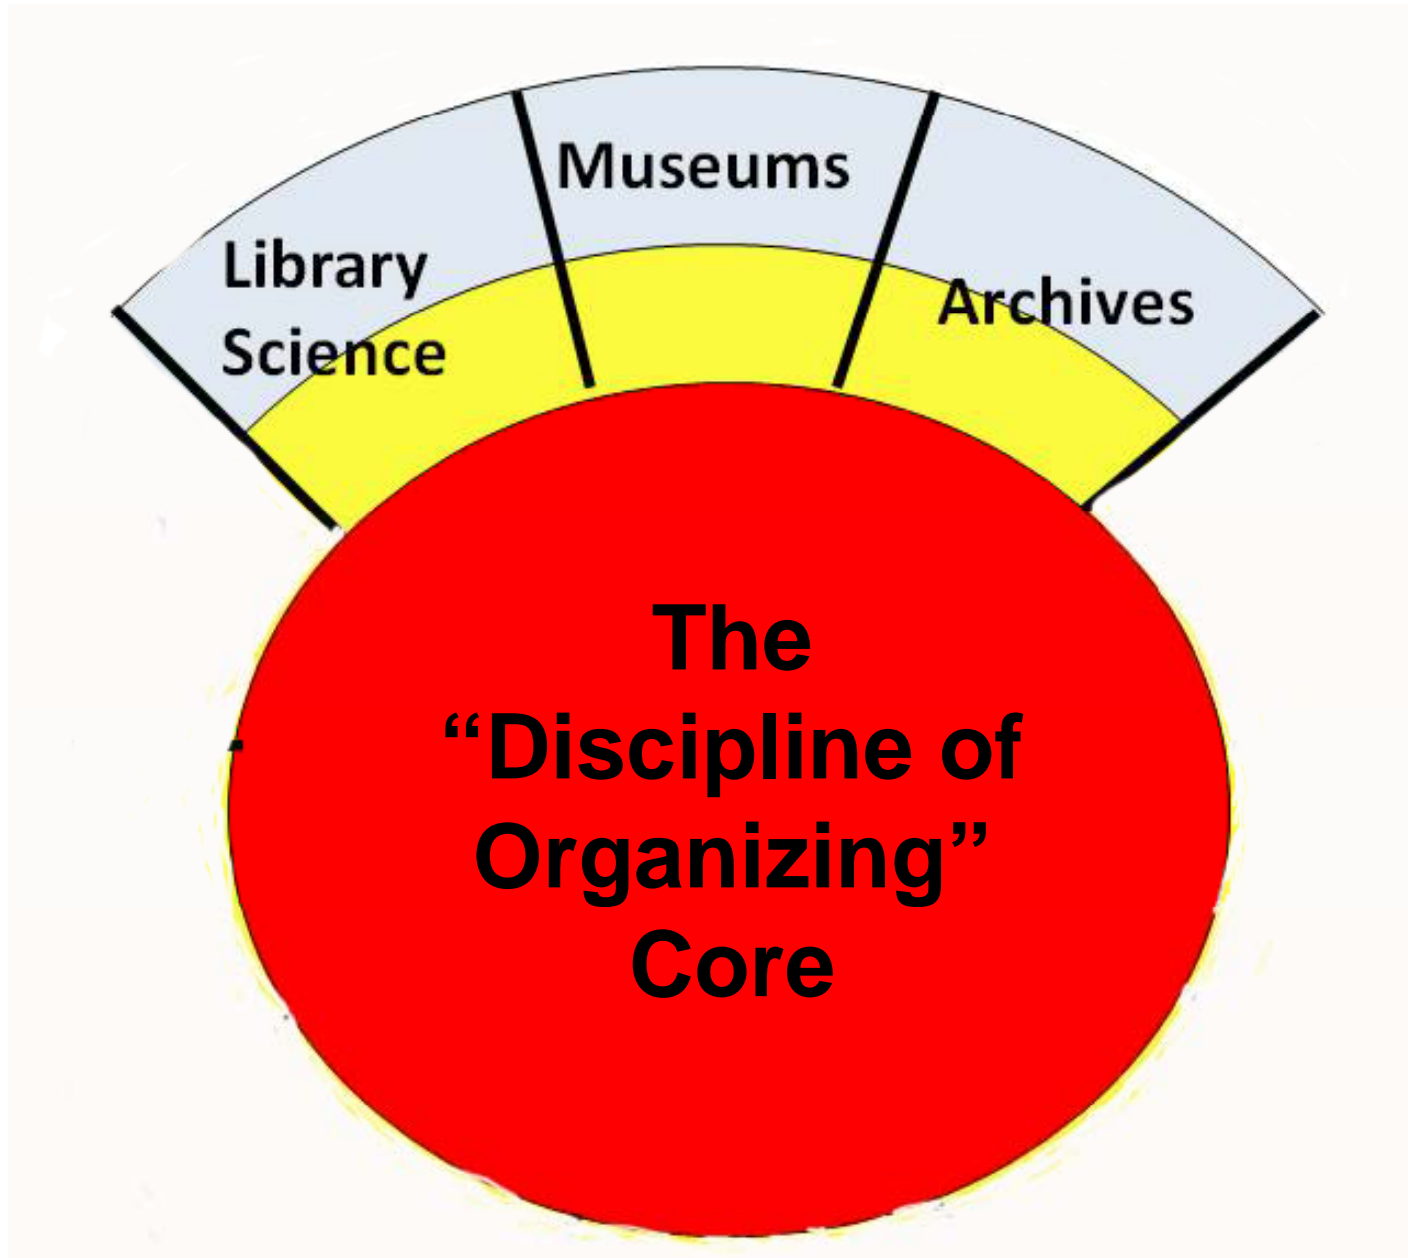 Museums
Library
Science
Archives
The
“Discipline of
Organizing”
Core